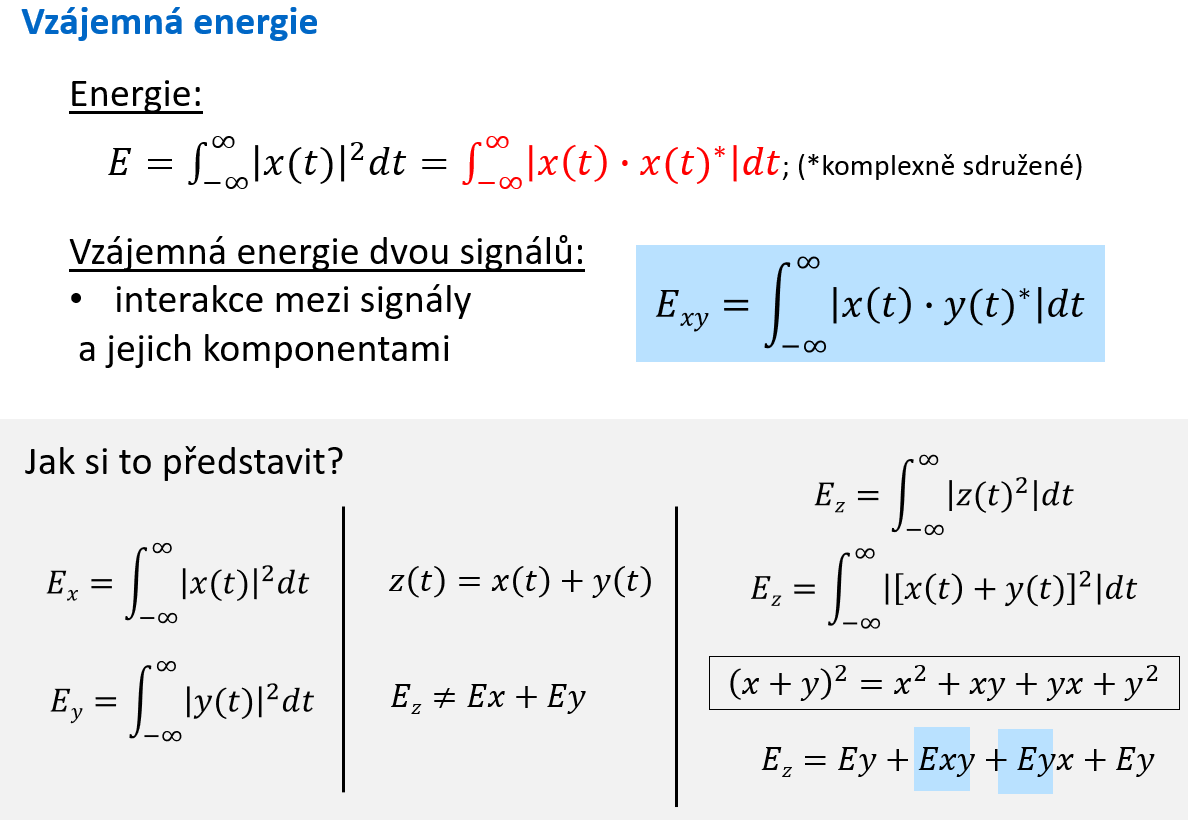 Vzájemná energie
Energie:
E = ∫_{−∞}^{∞} |x(t)|² dt = ∫_{−∞}^{∞} |x(t) · x(t)*| dt; (*komplexně sdružené)
Vzájemná energie dvou signálů:
• interakce mezi signály
a jejich komponentami
E_{xy} = ∫_{−∞}^{∞} |x(t) · y(t)*| dt
Jak si to představit?
E_x = ∫_{−∞}^{∞} |x(t)|² dt
E_y = ∫_{−∞}^{∞} |y(t)|² dt
z(t) = x(t) + y(t)
E_z ≠ Ex + Ey
E_z = ∫_{−∞}^{∞} |z(t)²| dt
E_z = ∫_{−∞}^{∞} |[x(t) + y(t)]²| dt
(x + y)² = x² + xy + yx + y²
E_z = Ey + Exy + Eyx + Ey